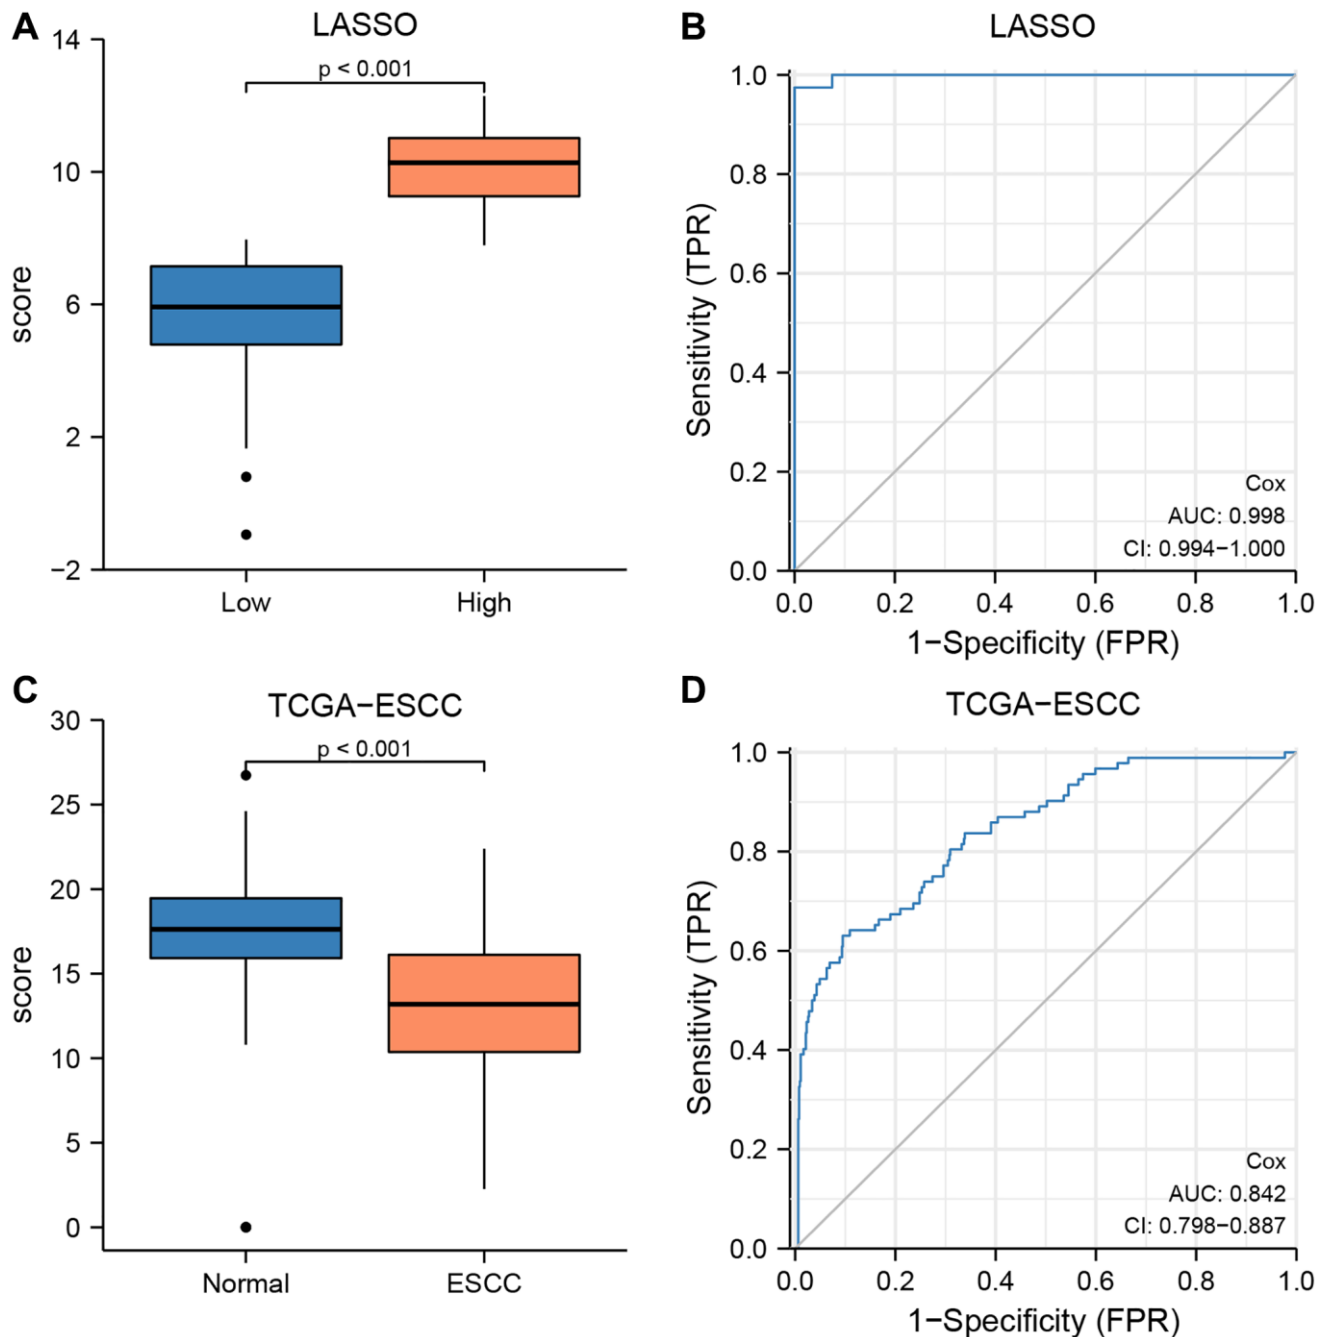 A
LASSO
14
10
6
2
−2
score
p < 0.001
Low
High
B
LASSO
1.0
0.8
0.6
0.4
0.2
0.0
Sensitivity (TPR)
Cox
AUC: 0.998
CI: 0.994−1.000
0.0 0.2 0.4 0.6 0.8 1.0
1−Specificity (FPR)
C
TCGA−ESCC
30
25
20
15
10
5
0
score
p < 0.001
Normal
ESCC
D
TCGA−ESCC
1.0
0.8
0.6
0.4
0.2
0.0
Sensitivity (TPR)
Cox
AUC: 0.842
CI: 0.798−0.887
0.0 0.2 0.4 0.6 0.8 1.0
1−Specificity (FPR)